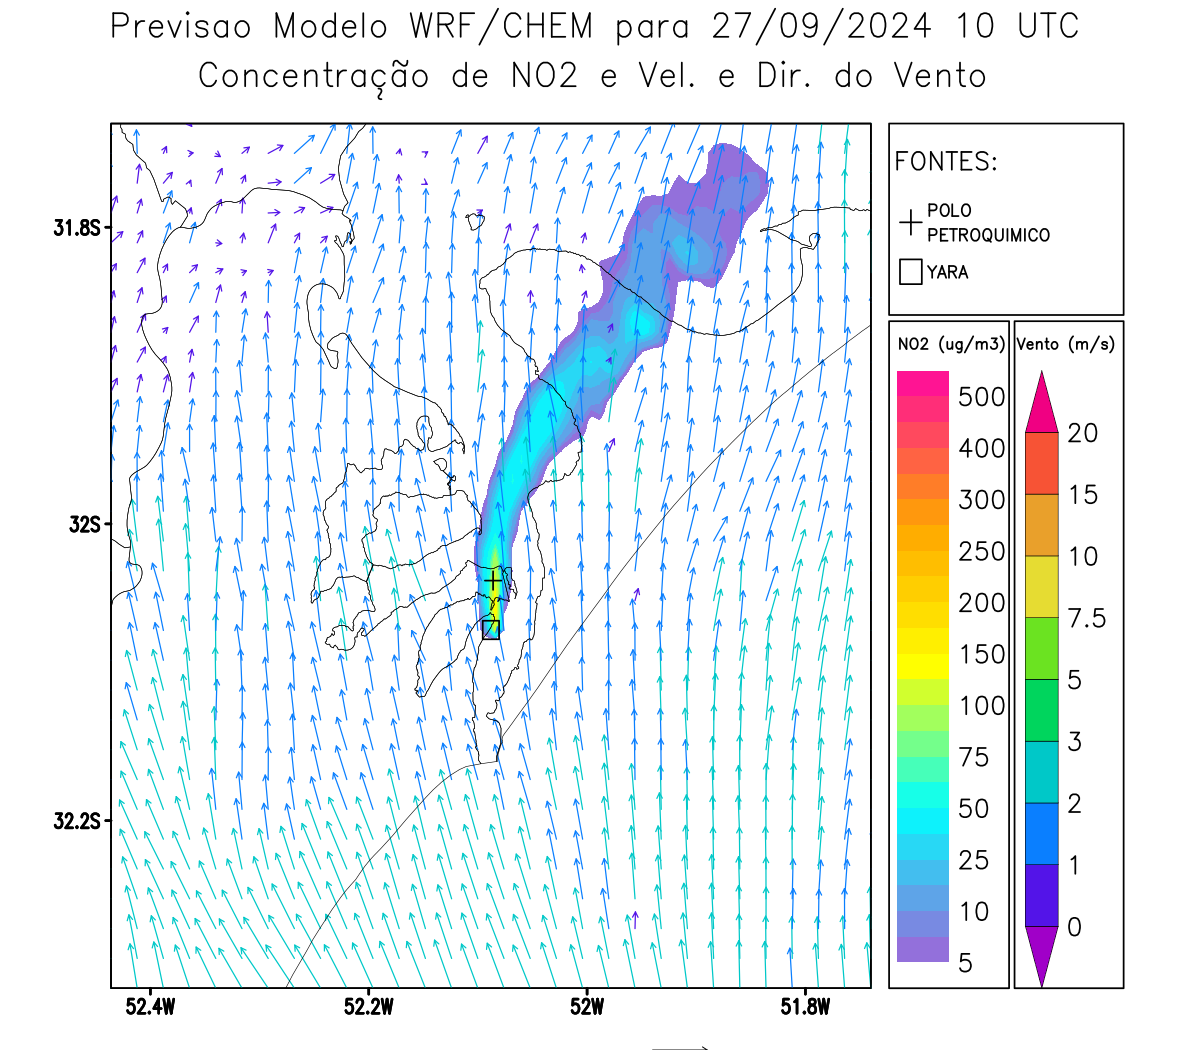 Previsao Modelo WRF/CHEM para 27/09/2024 10 UTC
Concentração de NO2 e Vel. e Dir. do Vento
FONTES:
POLO
PETROQUIMICO
YARA
NO2 (ug/m3)
500
400
300
250
200
150
100
75
50
25
10
5
Vento (m/s)
20
15
10
7.5
5
3
2
1
0
31.8S
32S
32.2S
52.4W
52.2W
52W
51.8W